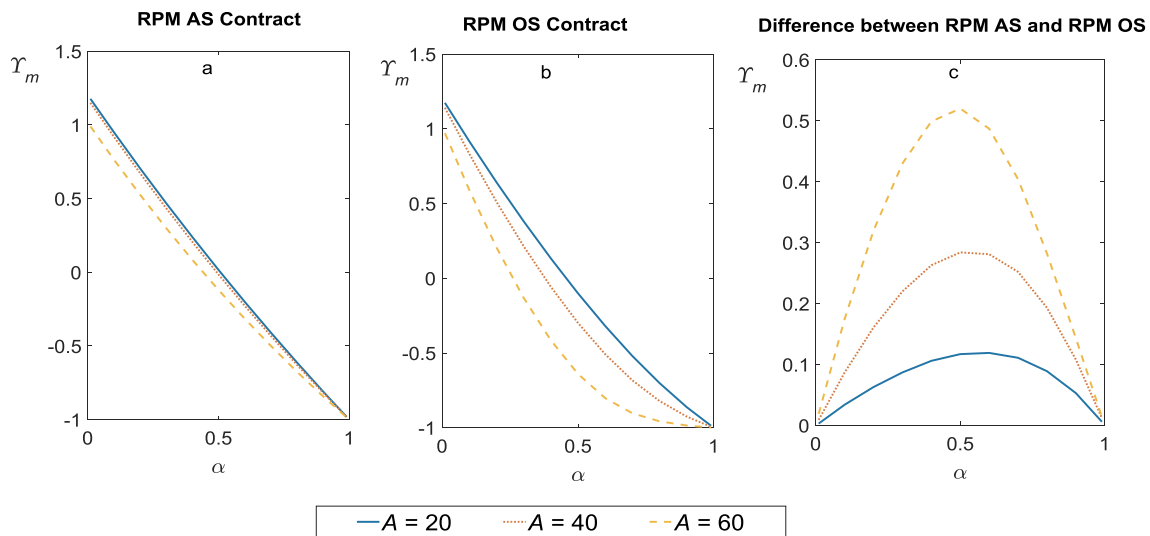 RPM AS Contract
RPM OS Contract
Difference between RPM AS and RPM OS
a
ϒm
1.5
1
0.5
0
-0.5
-1
0
0.5
1
α
b
ϒm
1.5
1
0.5
0
-0.5
-1
0
0.5
1
α
c
ϒm
0.6
0.5
0.4
0.3
0.2
0.1
0
0
0.5
1
α
A = 20 A = 40 A = 60